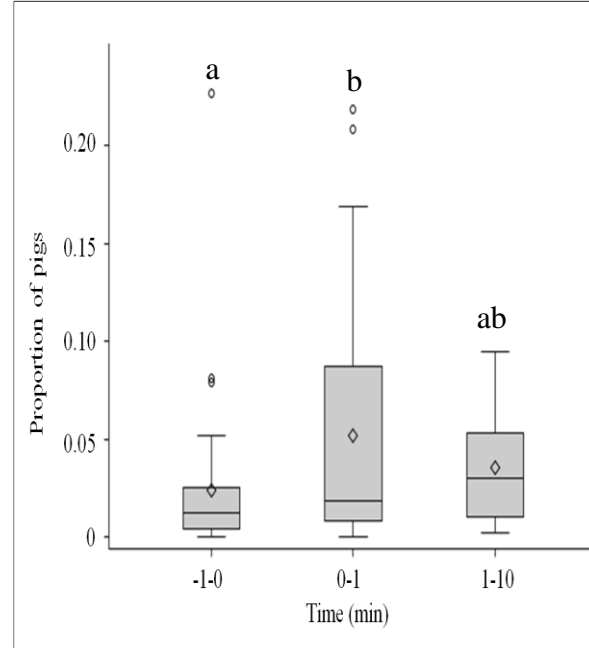 a
b
0.20
0.15
ab
0.10
0.05
0
Proportion of pigs
-1-0 0-1 1-10
Time (min)